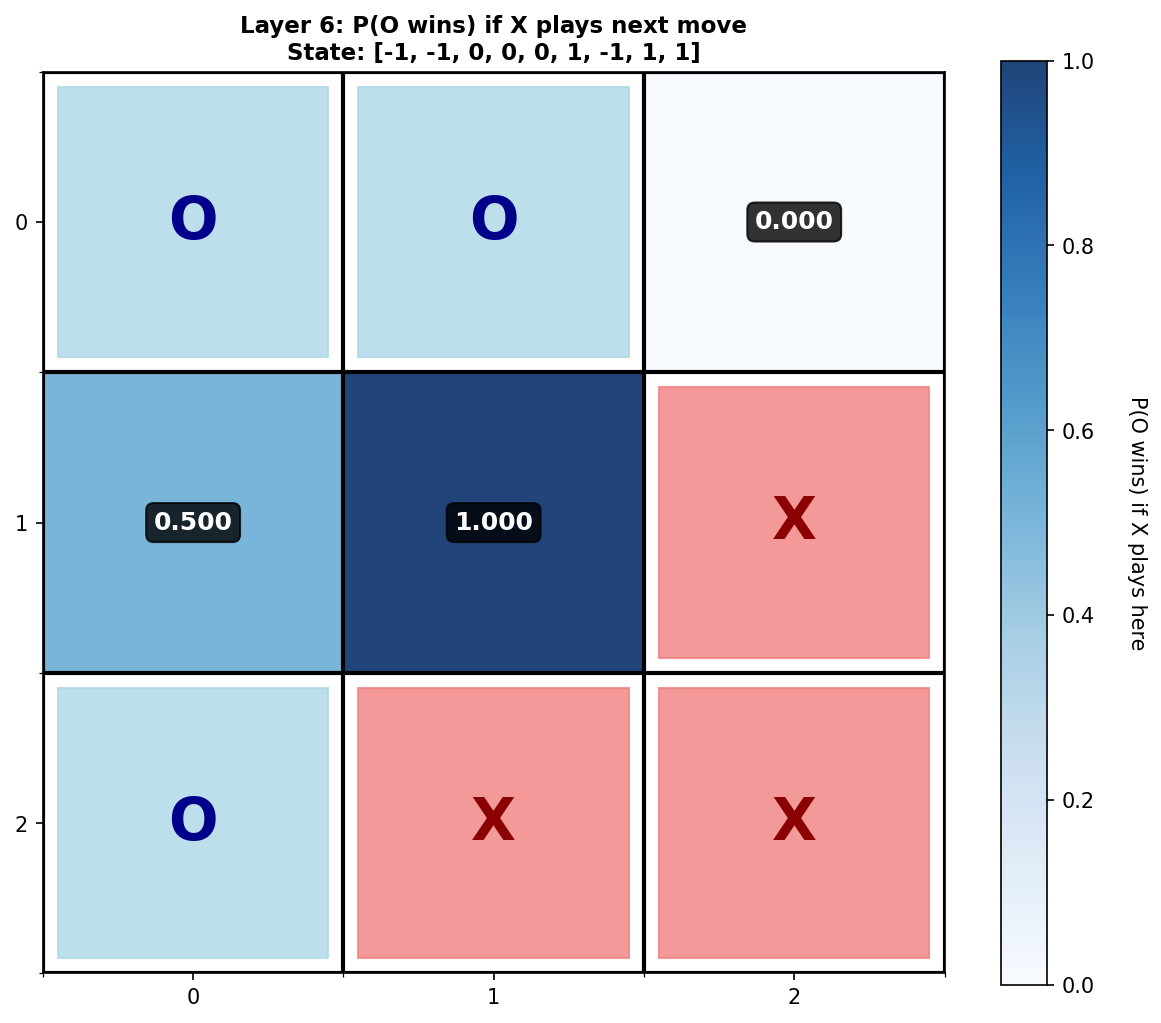 Layer 6: P(O wins) if X plays next move
State: [-1, -1, 0, 0, 0, 1, -1, 1, 1]
0
O
O
0.000
1
0.500
1.000
X
2
O
X
X
0
1
2
1.0
0.8
0.6
0.4
0.2
0.0
P(O wins) if X plays here